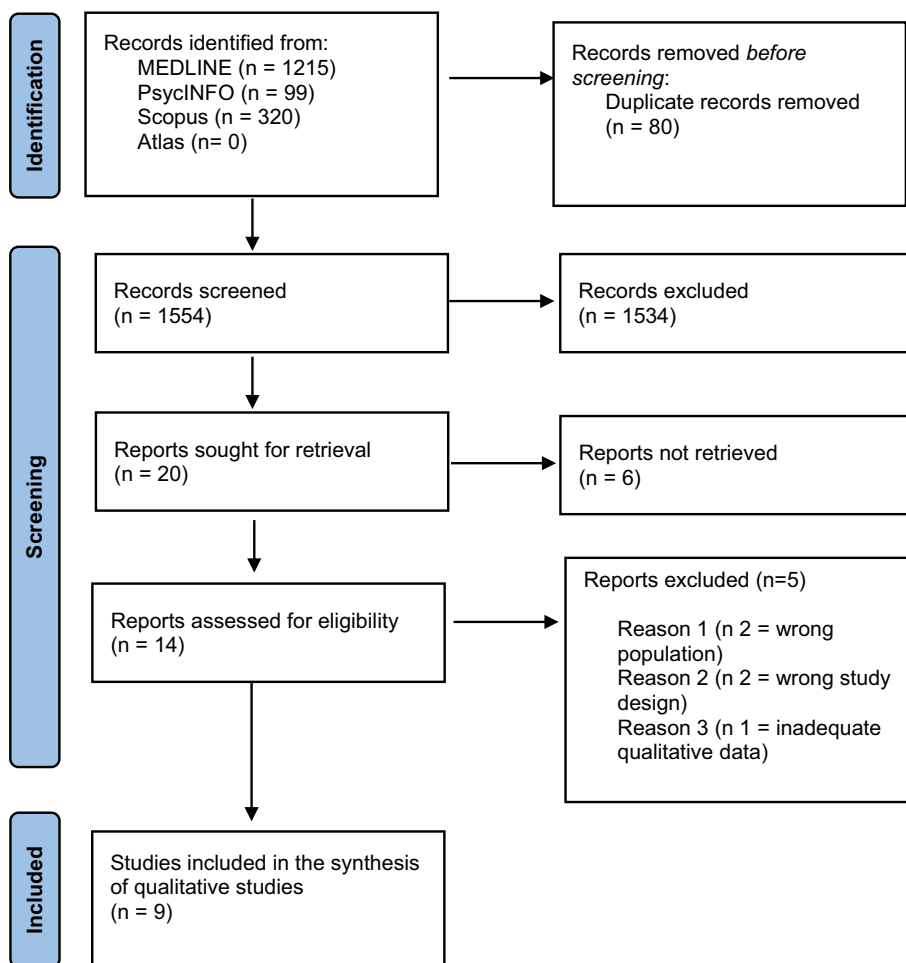 Identification
Records identified from:
MEDLINE (n = 1215)
PsycINFO (n = 99)
Scopus (n = 320)
Atlas (n= 0)
Records removed before
screening:
Duplicate records removed
(n = 80)
Screening
Records screened
(n = 1554)
Records excluded
(n = 1534)
Reports sought for retrieval
(n = 20)
Reports not retrieved
(n = 6)
Reports assessed for eligibility
(n = 14)
Reports excluded (n=5)
Reason 1 (n 2 = wrong
population)
Reason 2 (n 2 = wrong study
design)
Reason 3 (n 1 = inadequate
qualitative data)
Included
Studies included in the synthesis
of qualitative studies
(n = 9)